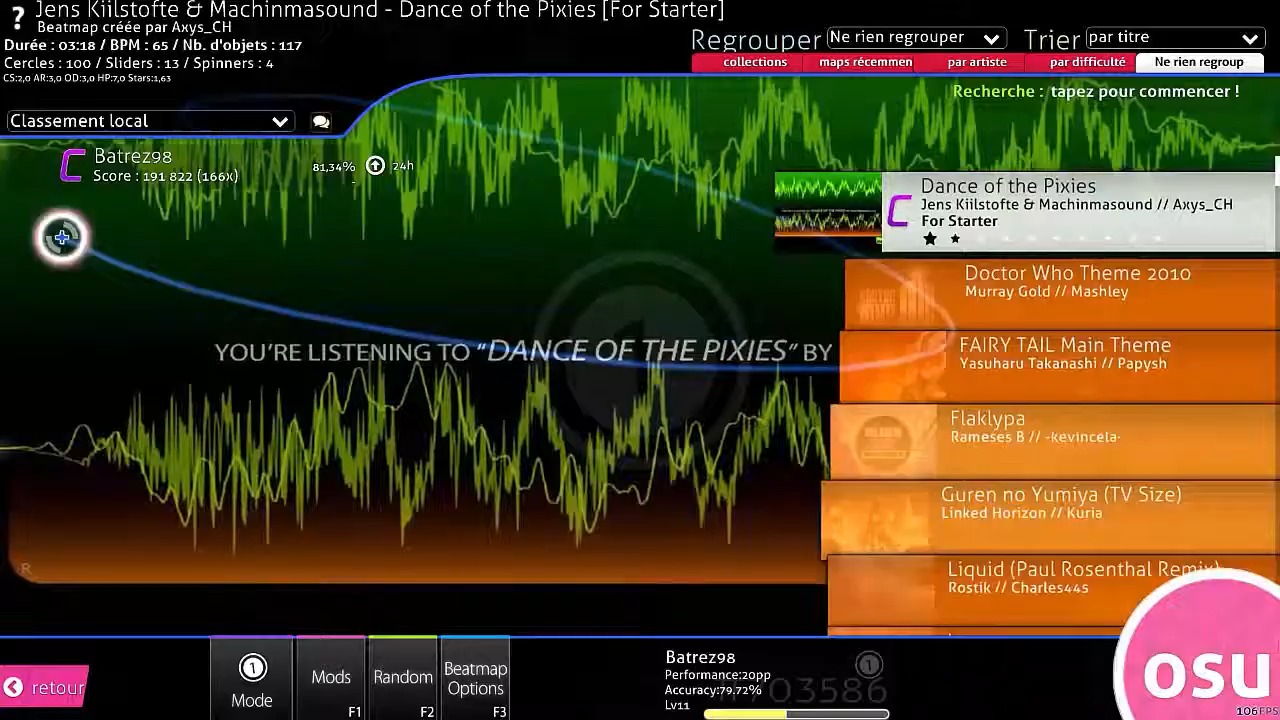 ?
Jens Kiilstofte & Machinmasound - Dance of the Pixies [For Starter]
Beatmap créée par Axys_CH
Durée : 03:18 / BPM : 65 / Nb. d'objets : 117
Cercles : 100 / Sliders : 13 / Spinners : 4
CS:2,0 AR:3,0 OD:3,0 HP:7,0 Stars:1,63
Regrouper
Ne rien regrouper
Trier
par titre
collections
maps récemmen
par artiste
par difficulté
Ne rien regroup
Recherche : tapez pour commencer !
Classement local
C
Batrez98
Score : 191 822 (166x)
81,34%
24h
YOU'RE LISTENING TO “DANCE OF THE PIXIES” BY
C
Dance of the Pixies
Jens Kiilstofte & Machinmasound // Axys_CH
For Starter
Doctor Who Theme 2010
Murray Gold // Mashley
FAIRY TAIL Main Theme
Yasuharu Takanashi // Papysh
Flaklypa
Rameses B // -kevincela-
Guren no Yumiya (TV Size)
Linked Horizon // Kuria
Liquid (Paul Rosenthal Remix)
Rostik // Charles445
R
retour
1
Mode
Mods
F1
Random
F2
Beatmap
Options
F3
Batrez98
Performance:20pp
Accuracy:79.72%
Lv11
1
03586
osu
106FPS